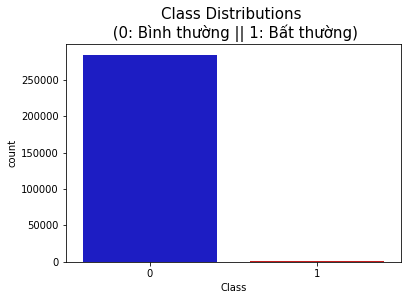 Class Distributions
(0: Bình thường || 1: Bất thường)
250000
200000
150000
100000
50000
0
count
0 1
Class